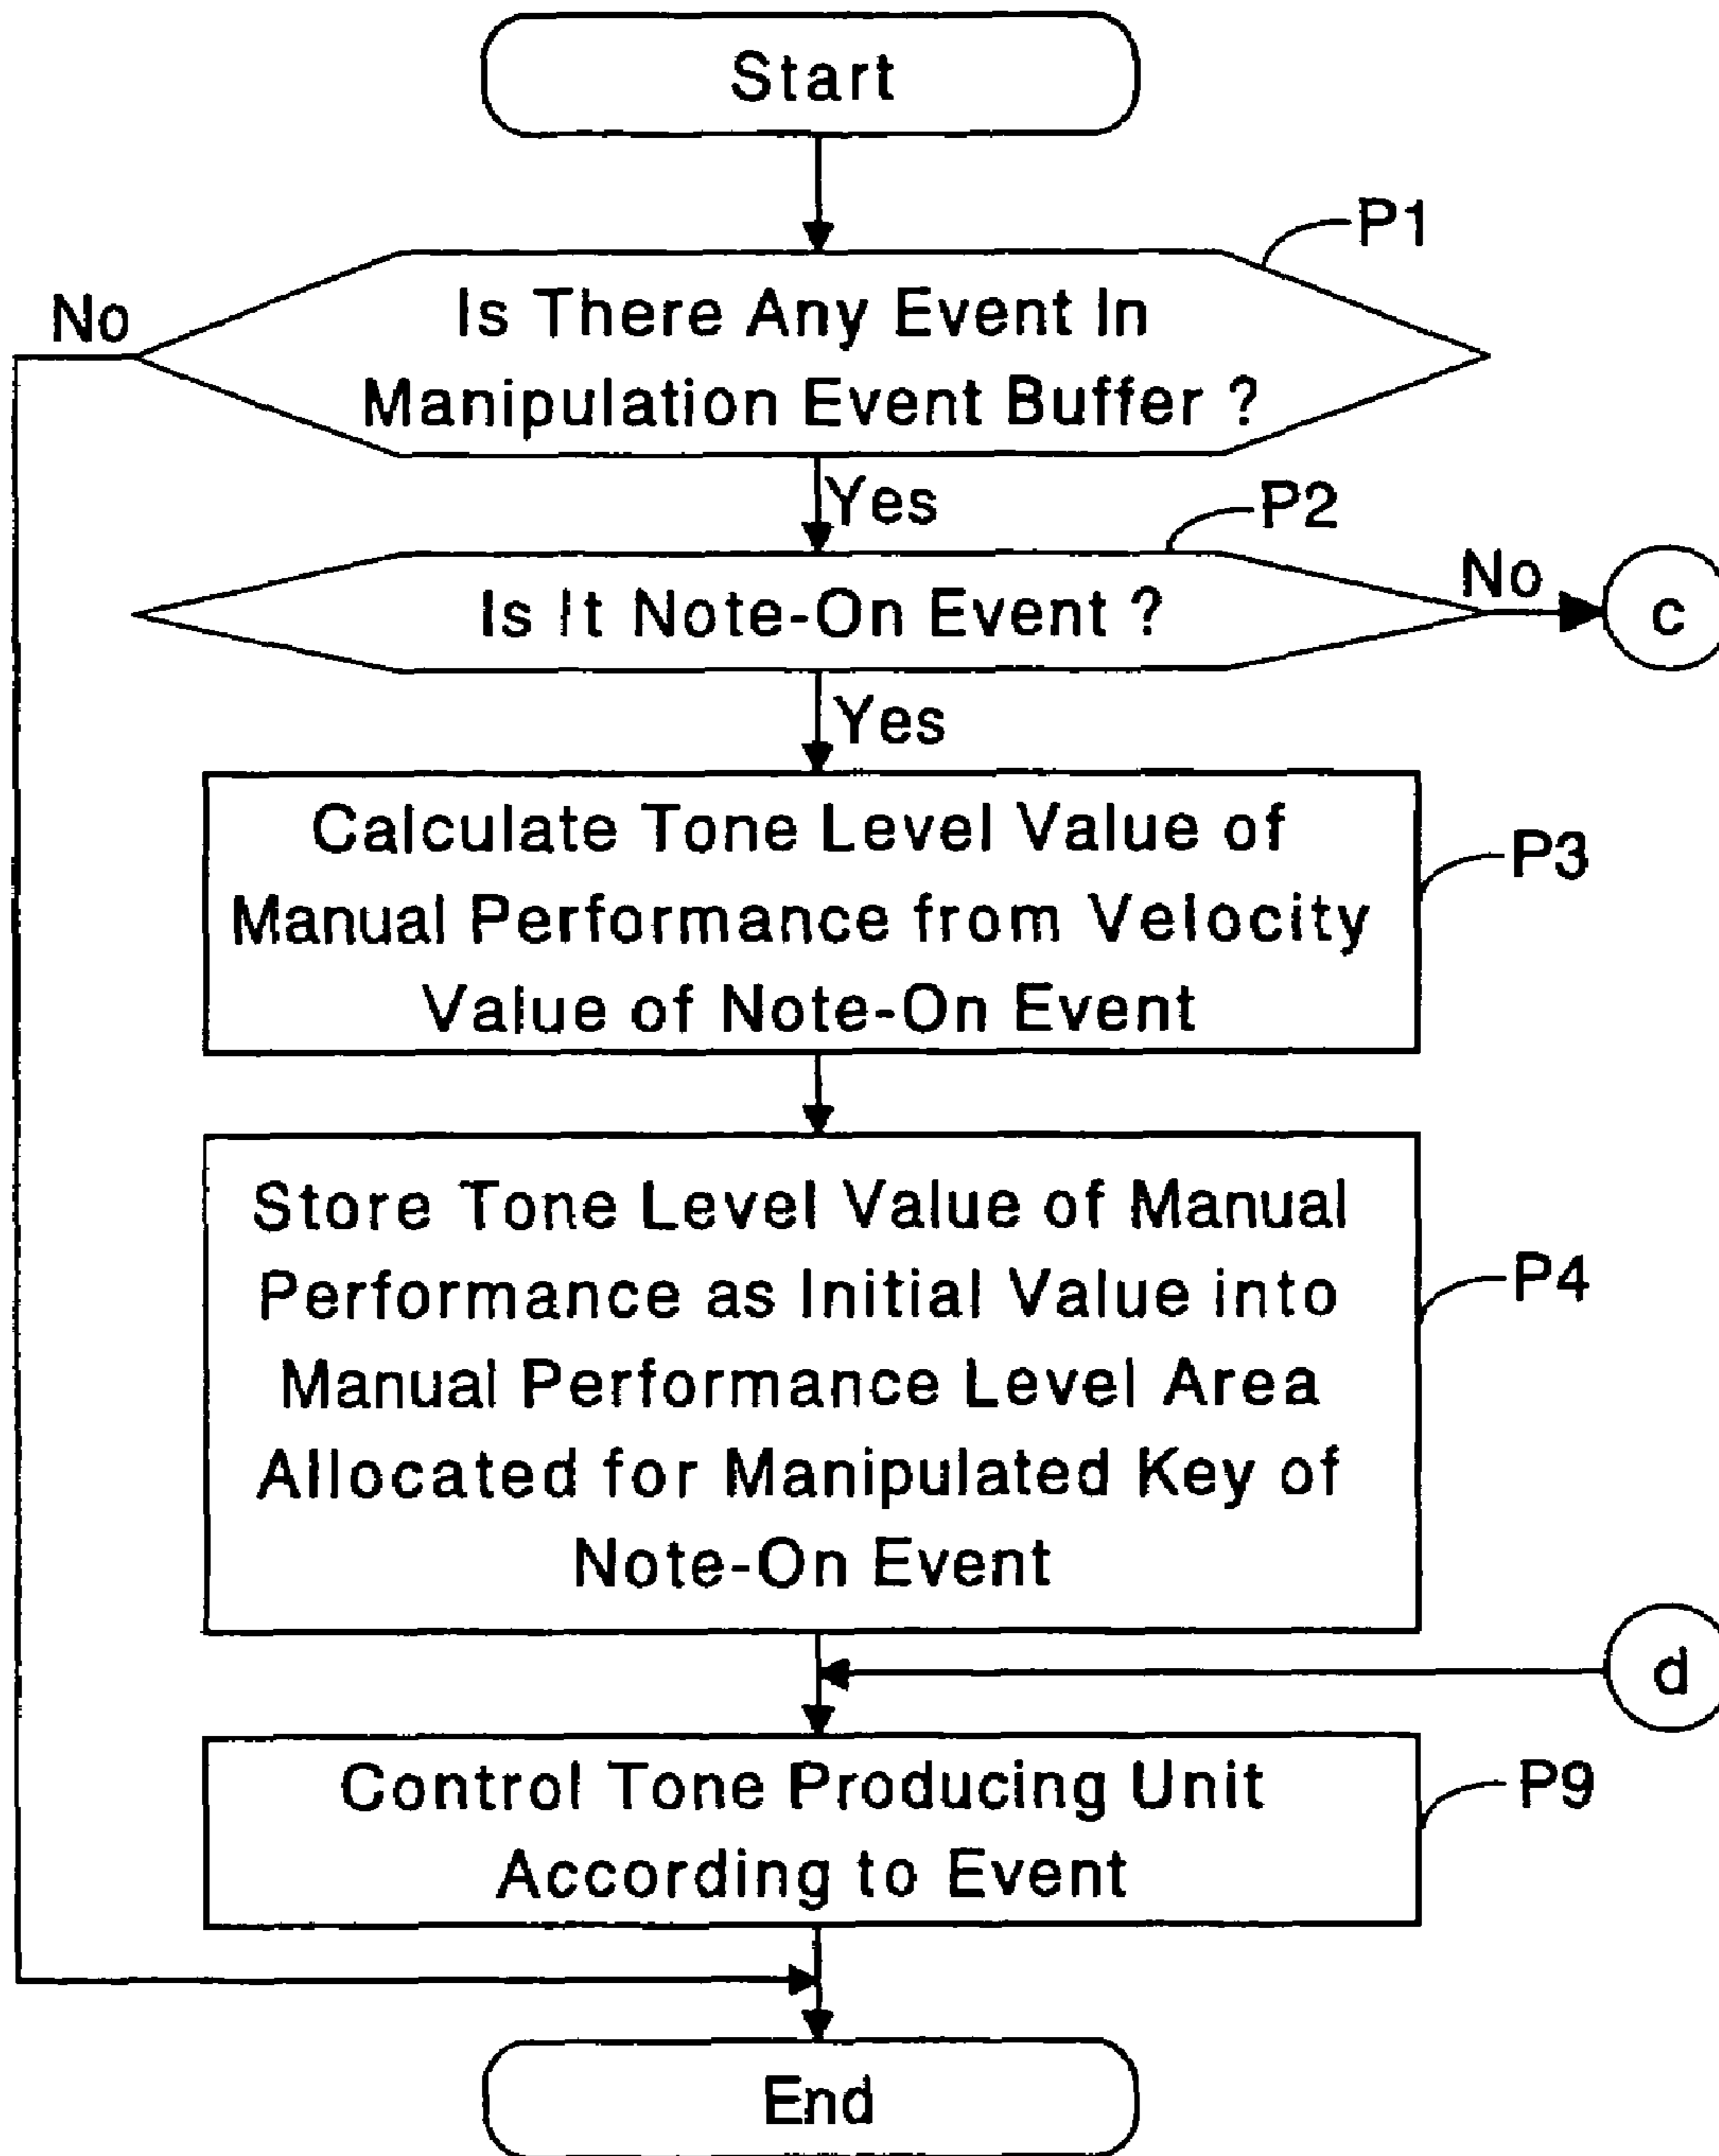 Start
P1
No
Is There Any Event In
Manipulation Event Buffer ?
Yes
P2
No
Is It Note-On Event ?
c
Yes
Calculate Tone Level Value of
Manual Performance from Velocity
Value of Note-On Event
P3
Store Tone Level Value of Manual
Performance as Initial Value into
Manual Performance Level Area
Allocated for Manipulated Key of
Note-On Event
P4
d
Control Tone Producing Unit
According to Event
P9
End